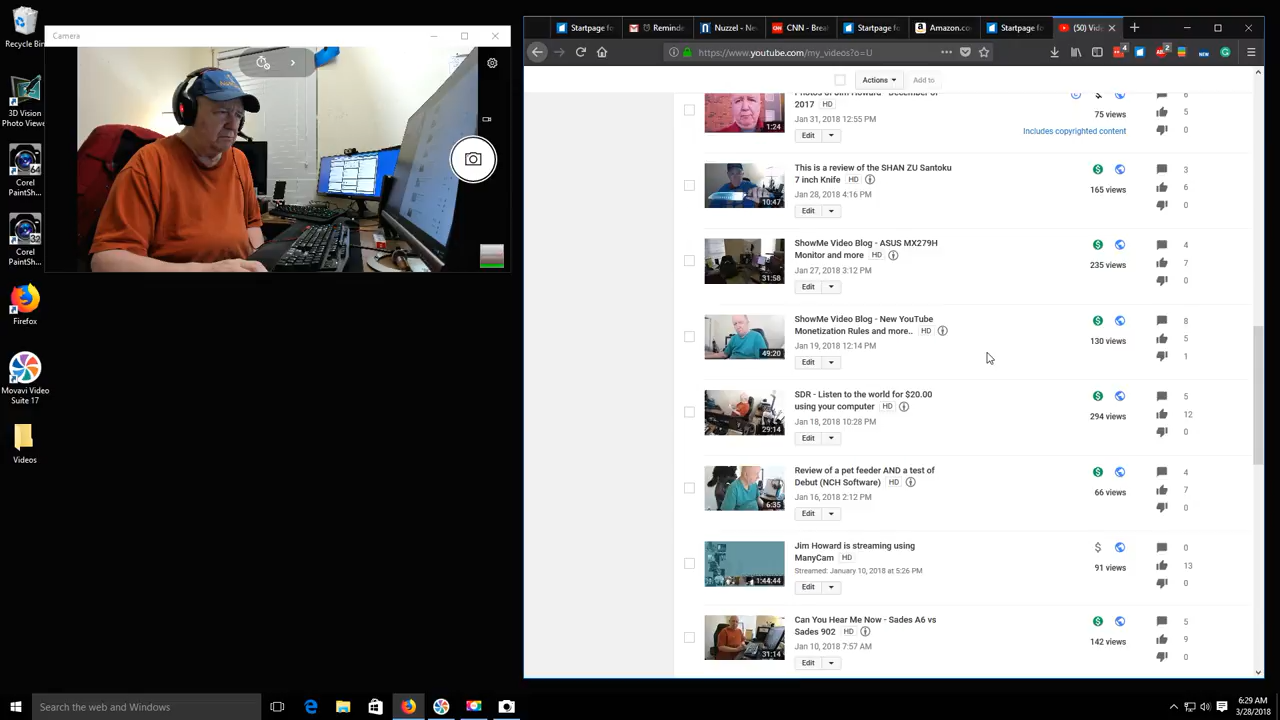 Recycle Bin
3D Vision
Photo Viewer
Corel
PaintSh...
Corel
PaintSh...
Firefox
Movavi Video
Suite 17
Videos
Camera
Startpage fo
Reminde
Nuzzel - Ne
CNN - Brea
Startpage fo
Amazon.co
Startpage fo
(50) Video
https://www.youtube.com/my_videos?o=U
4
2
NEW
Actions
Add to
2017 HD
Jan 31, 2018 12:55 PM
1:24
Edit
75 views
Includes copyrighted content
6
5
0
This is a review of the SHAN ZU Santoku
7 inch Knife HD
Jan 28, 2018 4:16 PM
10:47
Edit
165 views
3
6
0
ShowMe Video Blog - ASUS MX279H
Monitor and more HD
Jan 27, 2018 3:12 PM
31:58
Edit
235 views
4
7
0
ShowMe Video Blog - New YouTube
Monetization Rules and more.. HD
Jan 19, 2018 12:14 PM
49:20
Edit
130 views
8
5
1
SDR - Listen to the world for $20.00
using your computer HD
Jan 18, 2018 10:28 PM
29:14
Edit
294 views
5
12
0
Review of a pet feeder AND a test of
Debut (NCH Software) HD
Jan 16, 2018 2:12 PM
6:35
Edit
66 views
4
7
0
Jim Howard is streaming using
ManyCam HD
Streamed: January 10, 2018 at 5:26 PM
1:44:44
Edit
91 views
0
13
0
Can You Hear Me Now - Sades A6 vs
Sades 902 HD
Jan 10, 2018 7:57 AM
31:14
Edit
142 views
5
9
0
Search the web and Windows
6:29 AM
3/28/2018